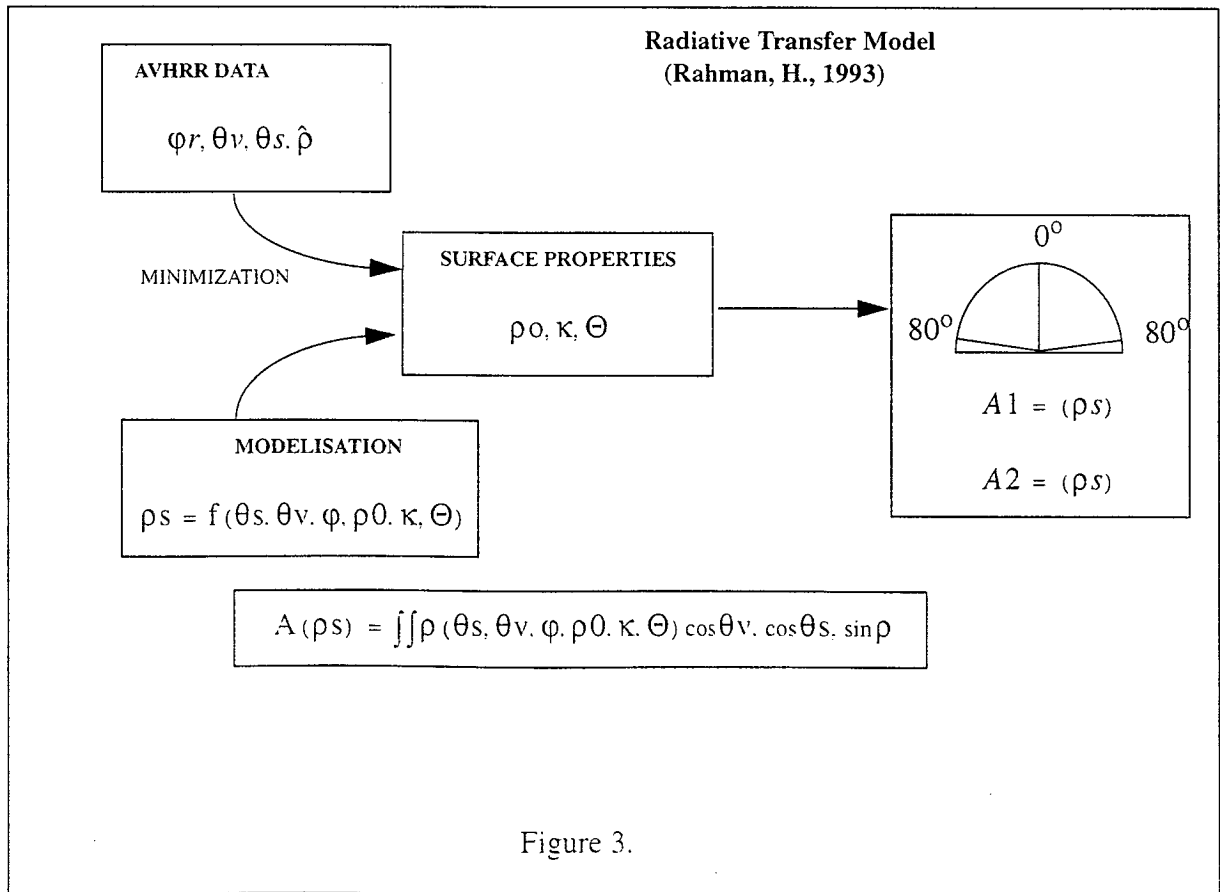 Radiative Transfer Model
(Rahman, H., 1993)
AVHRR DATA
φr, θv, θs. ρ̂
MINIMIZATION
SURFACE PROPERTIES
ρo, κ, Θ
MODELISATION
ρs = f (θs. θv. φ, ρ0. κ, Θ)
0°
80°
80°
A1 = (ρs)
A2 = (ρs)
A (ρs) = ∫∫ρ (θs, θv. φ. ρ0. κ. Θ) cosθv. cosθs. sinρ
Figure 3.